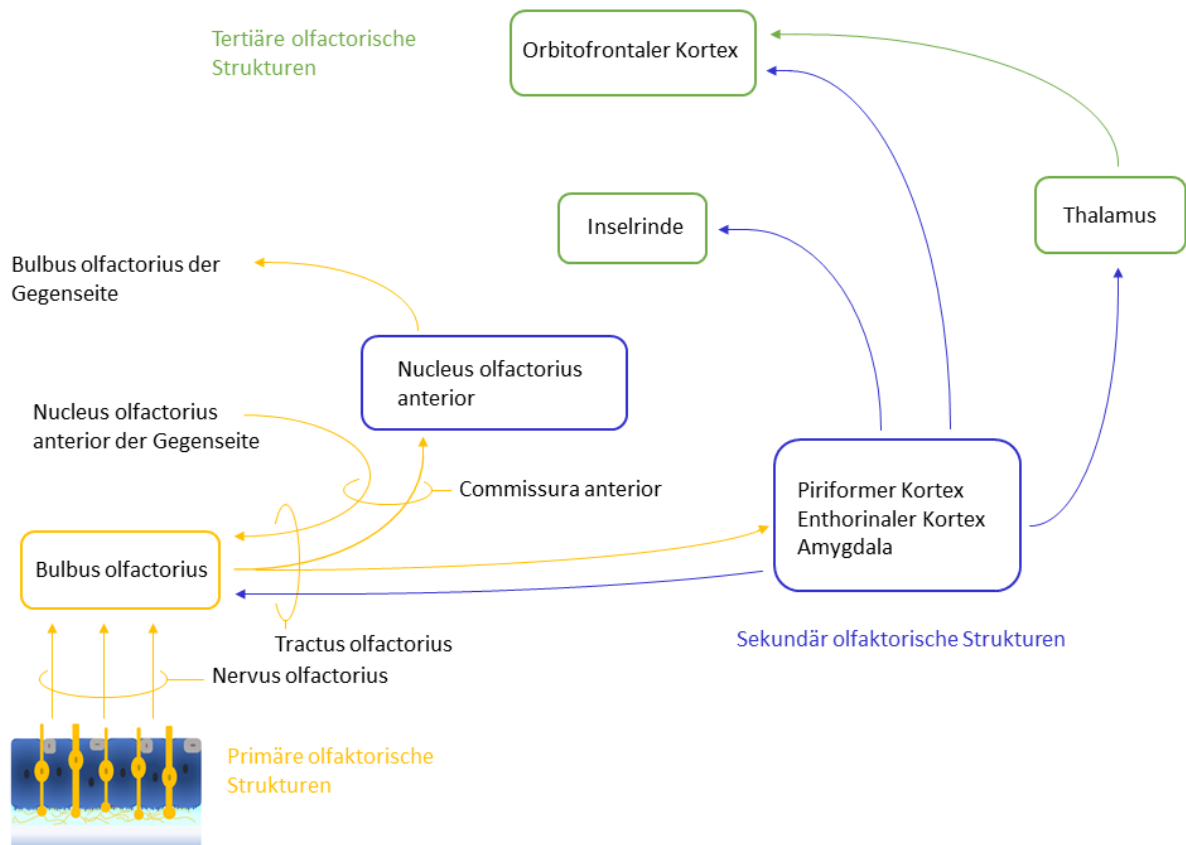 Tertiäre olfactorische
Strukturen
Orbitofrontaler Kortex
Thalamus
Inselrinde
Bulbus olfactorius der
Gegenseite
Nucleus olfactorius
anterior
Nucleus olfactorius
anterior der Gegenseite
Commissura anterior
Piriformer Kortex
Enthorinaler Kortex
Amygdala
Bulbus olfactorius
Tractus olfactorius
Sekundär olfaktorische Strukturen
Nervus olfactorius
Primäre olfaktorische
Strukturen